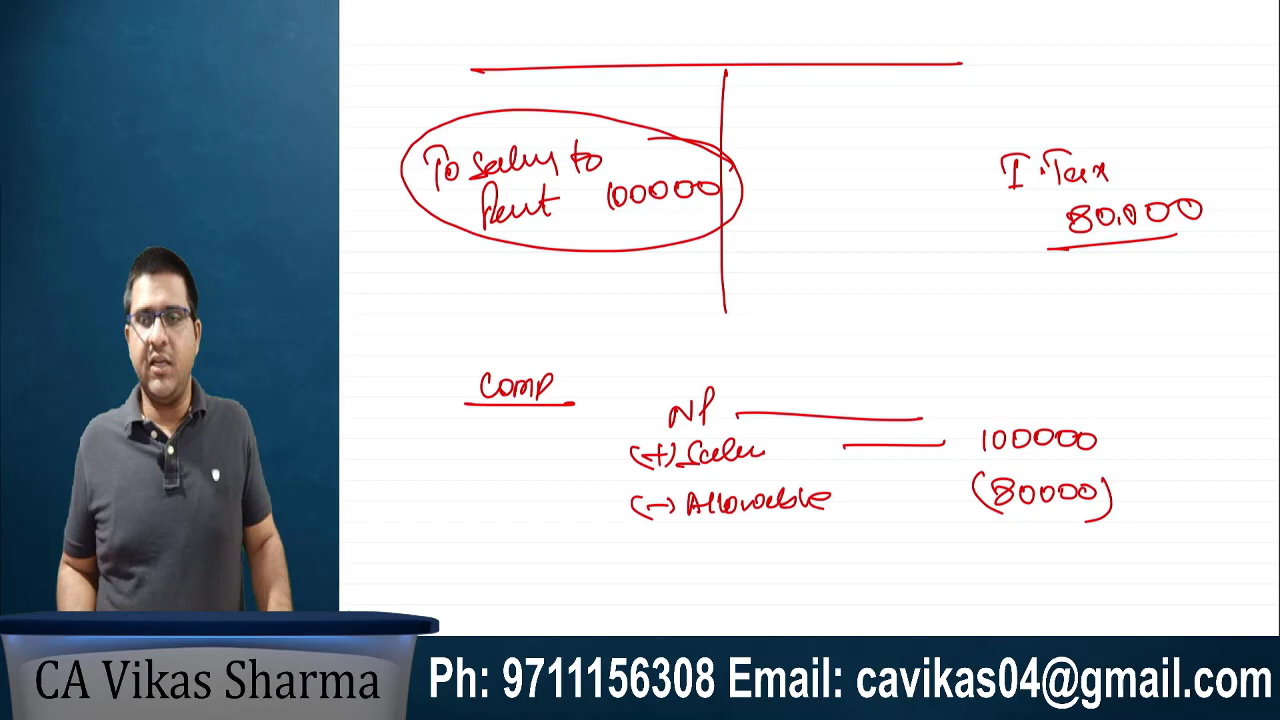 To Salary to
Rent 100000
I.Tax
80.000
COMP
NP
(+) Salary 100000
(-) Allowable (80000)
CA Vikas Sharma
Ph: 9711156308 Email: cavikas04@gmail.com